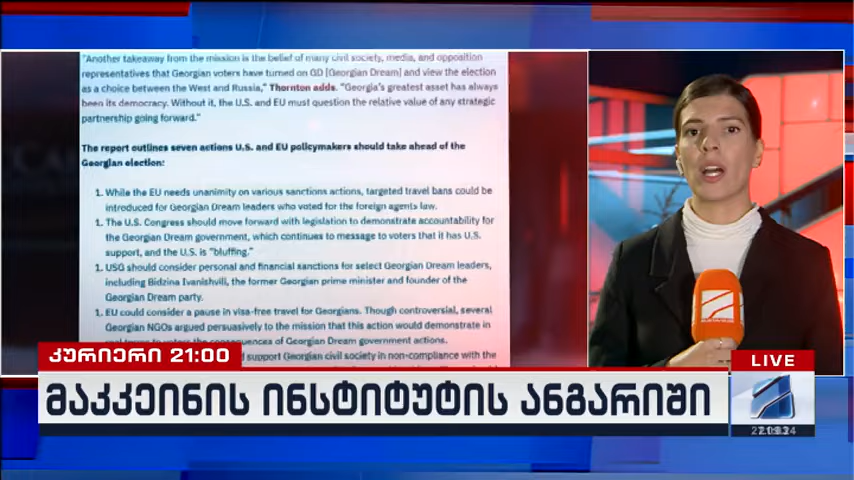 "Another takeaway from the mission is the belief of many civil society, media, and opposition
representatives that Georgian voters have turned on GD [Georgian Dream] and view the election
as a choice between the West and Russia," Thornton adds. "Georgia's greatest asset has always
been its democracy. Without it, the U.S. and EU must question the relative value of any strategic
partnership going forward."
The report outlines seven actions U.S. and EU policymakers should take ahead of the
Georgian election:
1. While the EU needs unanimity on various sanctions actions, targeted travel bans could be
introduced for Georgian Dream leaders who voted for the foreign agents law.
1. The U.S. Congress should move forward with legislation to demonstrate accountability for
the Georgian Dream government, which continues to message to voters that it has U.S.
support, and the U.S. is "bluffing."
1. USG should consider personal and financial sanctions for select Georgian Dream leaders,
including Bidzina Ivanishvili, the former Georgian prime minister and founder of the
Georgian Dream party.
1. EU could consider a pause in visa-free travel for Georgians. Though controversial, several
Georgian NGOs argued persuasively to the mission that this action would demonstrate in
consequences of Georgian Dream government actions.
support Georgian civil society in non-compliance with the
კურიერი 21:00
მაკკეინის ინსტიტუტის ანგარიში
LIVE